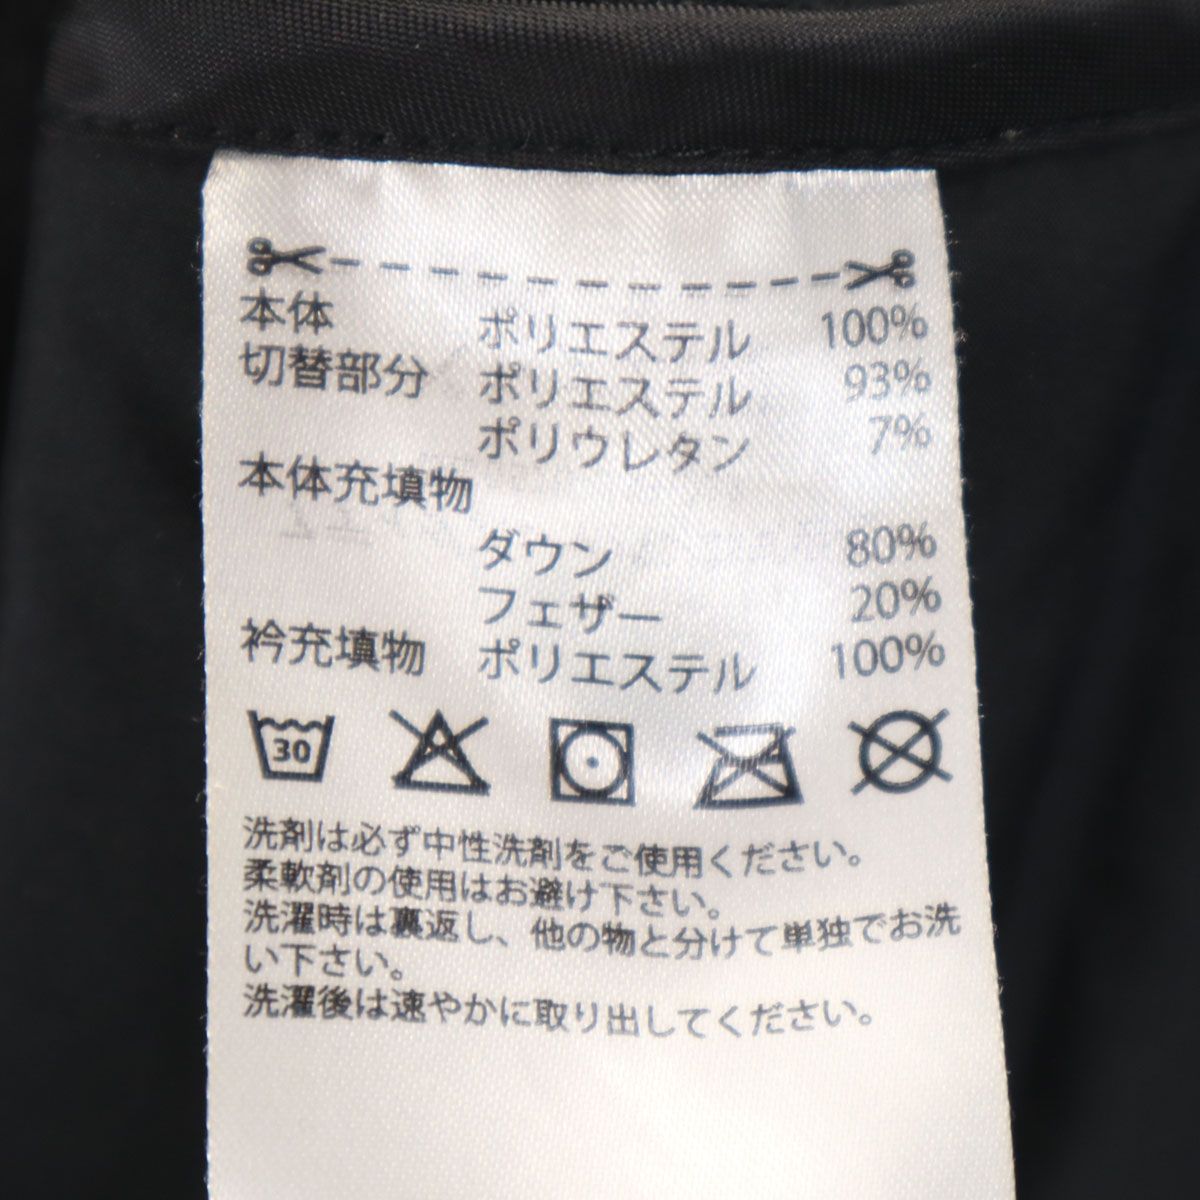 本体 ポリエステル 100%
切替部分 ポリエステル 93%
ポリウレタン 7%
本体充填物
ダウン 80%
フェザー 20%
衿充填物 ポリエステル 100%
30
洗剤は必ず中性洗剤をご使用ください。
柔軟剤の使用はお避け下さい。
洗濯時は裏返し、他の物と分けて単独でお洗
い下さい。
洗濯後は速やかに取り出してください。